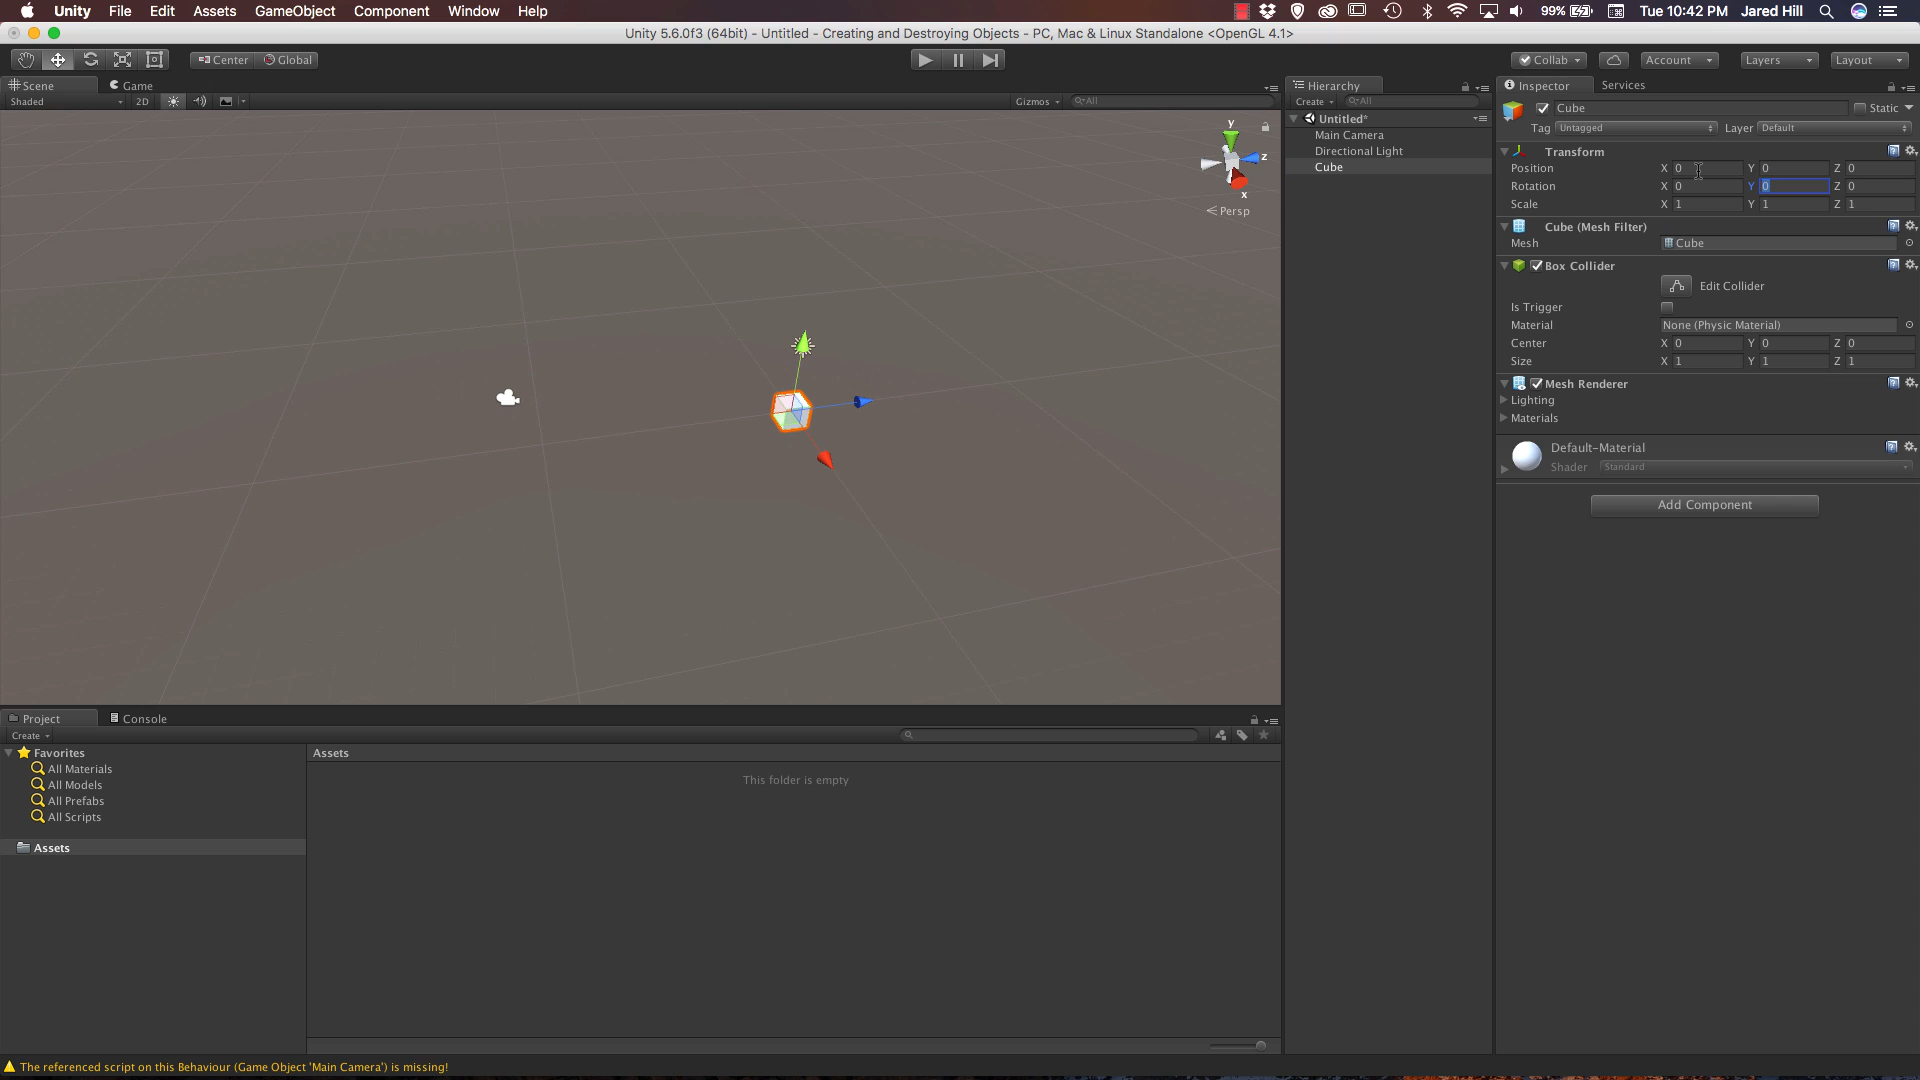 Unity File Edit Assets GameObject Component Window Help 99% Tue 10:42 PM Jared Hill
Unity 5.6.0f3 (64bit) - Untitled - Creating and Destroying Objects - PC, Mac & Linux Standalone <OpenGL 4.1>
Center Global Collab Account Layers Layout
Scene Game
Shaded 2D Gizmos All
y
z
x
Persp
Hierarchy
Create All
Untitled*
Main Camera
Directional Light
Cube
Inspector Services
Cube Static
Tag Untagged Layer Default
Transform
Position X 0 Y 0 Z 0
Rotation X 0 Y 0 Z 0
Scale X 1 Y 1 Z 1
Cube (Mesh Filter)
Mesh Cube
Box Collider
Edit Collider
Is Trigger
Material None (Physic Material)
Center X 0 Y 0 Z 0
Size X 1 Y 1 Z 1
Mesh Renderer
Lighting
Materials
Default-Material
Shader Standard
Add Component
Project Console
Create
Favorites
All Materials
All Models
All Prefabs
All Scripts
Assets
Assets
This folder is empty
The referenced script on this Behaviour (Game Object 'Main Camera') is missing!